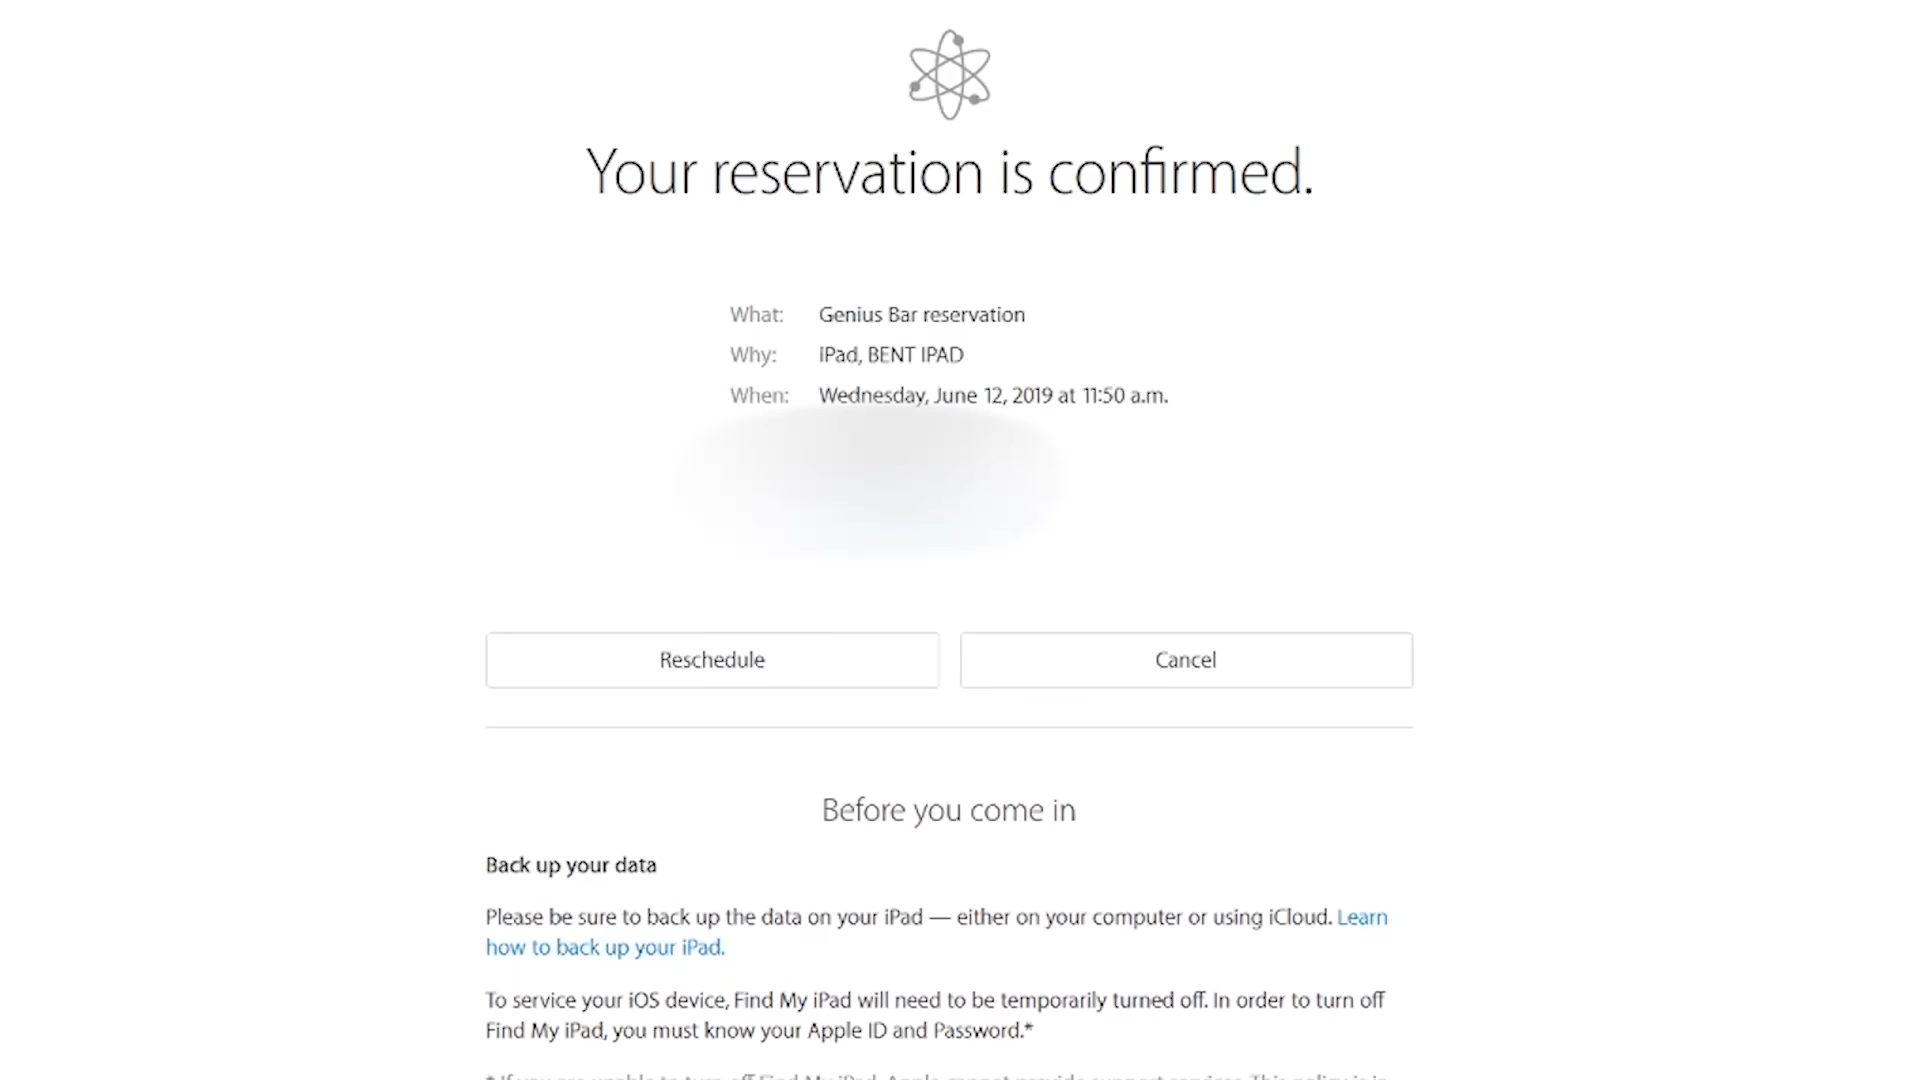 Your reservation is confirmed.
What: Genius Bar reservation
Why: iPad, BENT IPAD
When: Wednesday, June 12, 2019 at 11:50 a.m.
Reschedule Cancel
Before you come in
Back up your data
Please be sure to back up the data on your iPad — either on your computer or using iCloud. Learn
how to back up your iPad.
To service your iOS device, Find My iPad will need to be temporarily turned off. In order to turn off
Find My iPad, you must know your Apple ID and Password.*